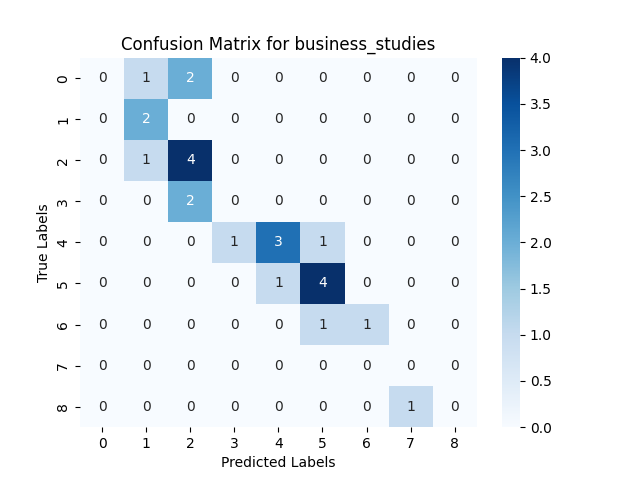 Confusion Matrix for business_studies
0 0 1 2 0 0 0 0 0 0
1 0 2 0 0 0 0 0 0 0
2 0 1 4 0 0 0 0 0 0
3 0 0 2 0 0 0 0 0 0
4 0 0 0 1 3 1 0 0 0
5 0 0 0 0 1 4 0 0 0
6 0 0 0 0 0 1 1 0 0
7 0 0 0 0 0 0 0 0 0
8 0 0 0 0 0 0 0 1 0
0 1 2 3 4 5 6 7 8
True Labels
Predicted Labels
4.0
3.5
3.0
2.5
2.0
1.5
1.0
0.5
0.0